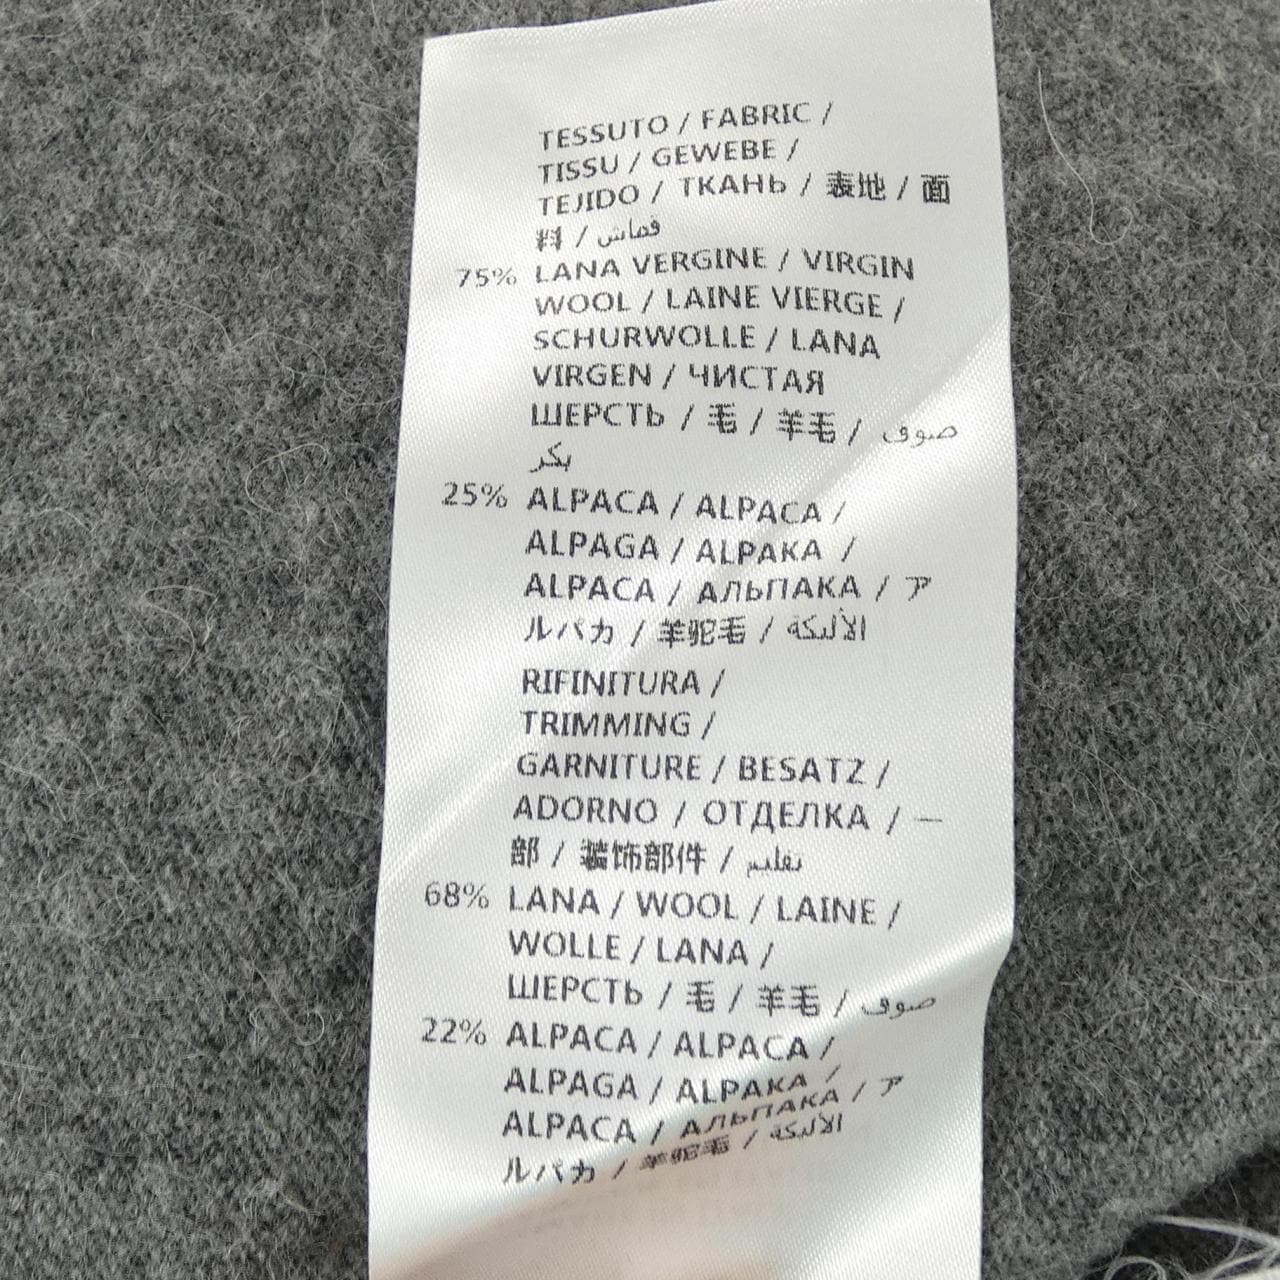 TESSUTO / FABRIC /
TISSU / GEWEBE /
TEJIDO / ТКАНЬ / 表地 / 面
料 / قماش
75% LANA VERGINE / VIRGIN
WOOL / LAINE VIERGE /
SCHURWOLLE / LANA
VIRGEN / ЧИСТАЯ
ШЕРСТЬ / 毛 / 羊毛 / صوف
بكر
25% ALPACA / ALPACA /
ALPAGA / ALPAKA /
ALPACA / АЛЬПАКА / ア
ルパカ / 羊驼毛 / الألبكة
RIFINITURA /
TRIMMING /
GARNITURE / BESATZ /
ADORNO / ОТДЕЛКА / 一
部 / 装饰部件 / تقليم
68% LANA / WOOL / LAINE /
WOLLE / LANA /
ШЕРСТЬ / 毛 / 羊毛 / صوف
22% ALPACA / ALPACA /
ALPAGA / ALPAKA /
ALPACA / АЛЬПАКА / ア
ルパカ / 羊驼毛 / الألبكة